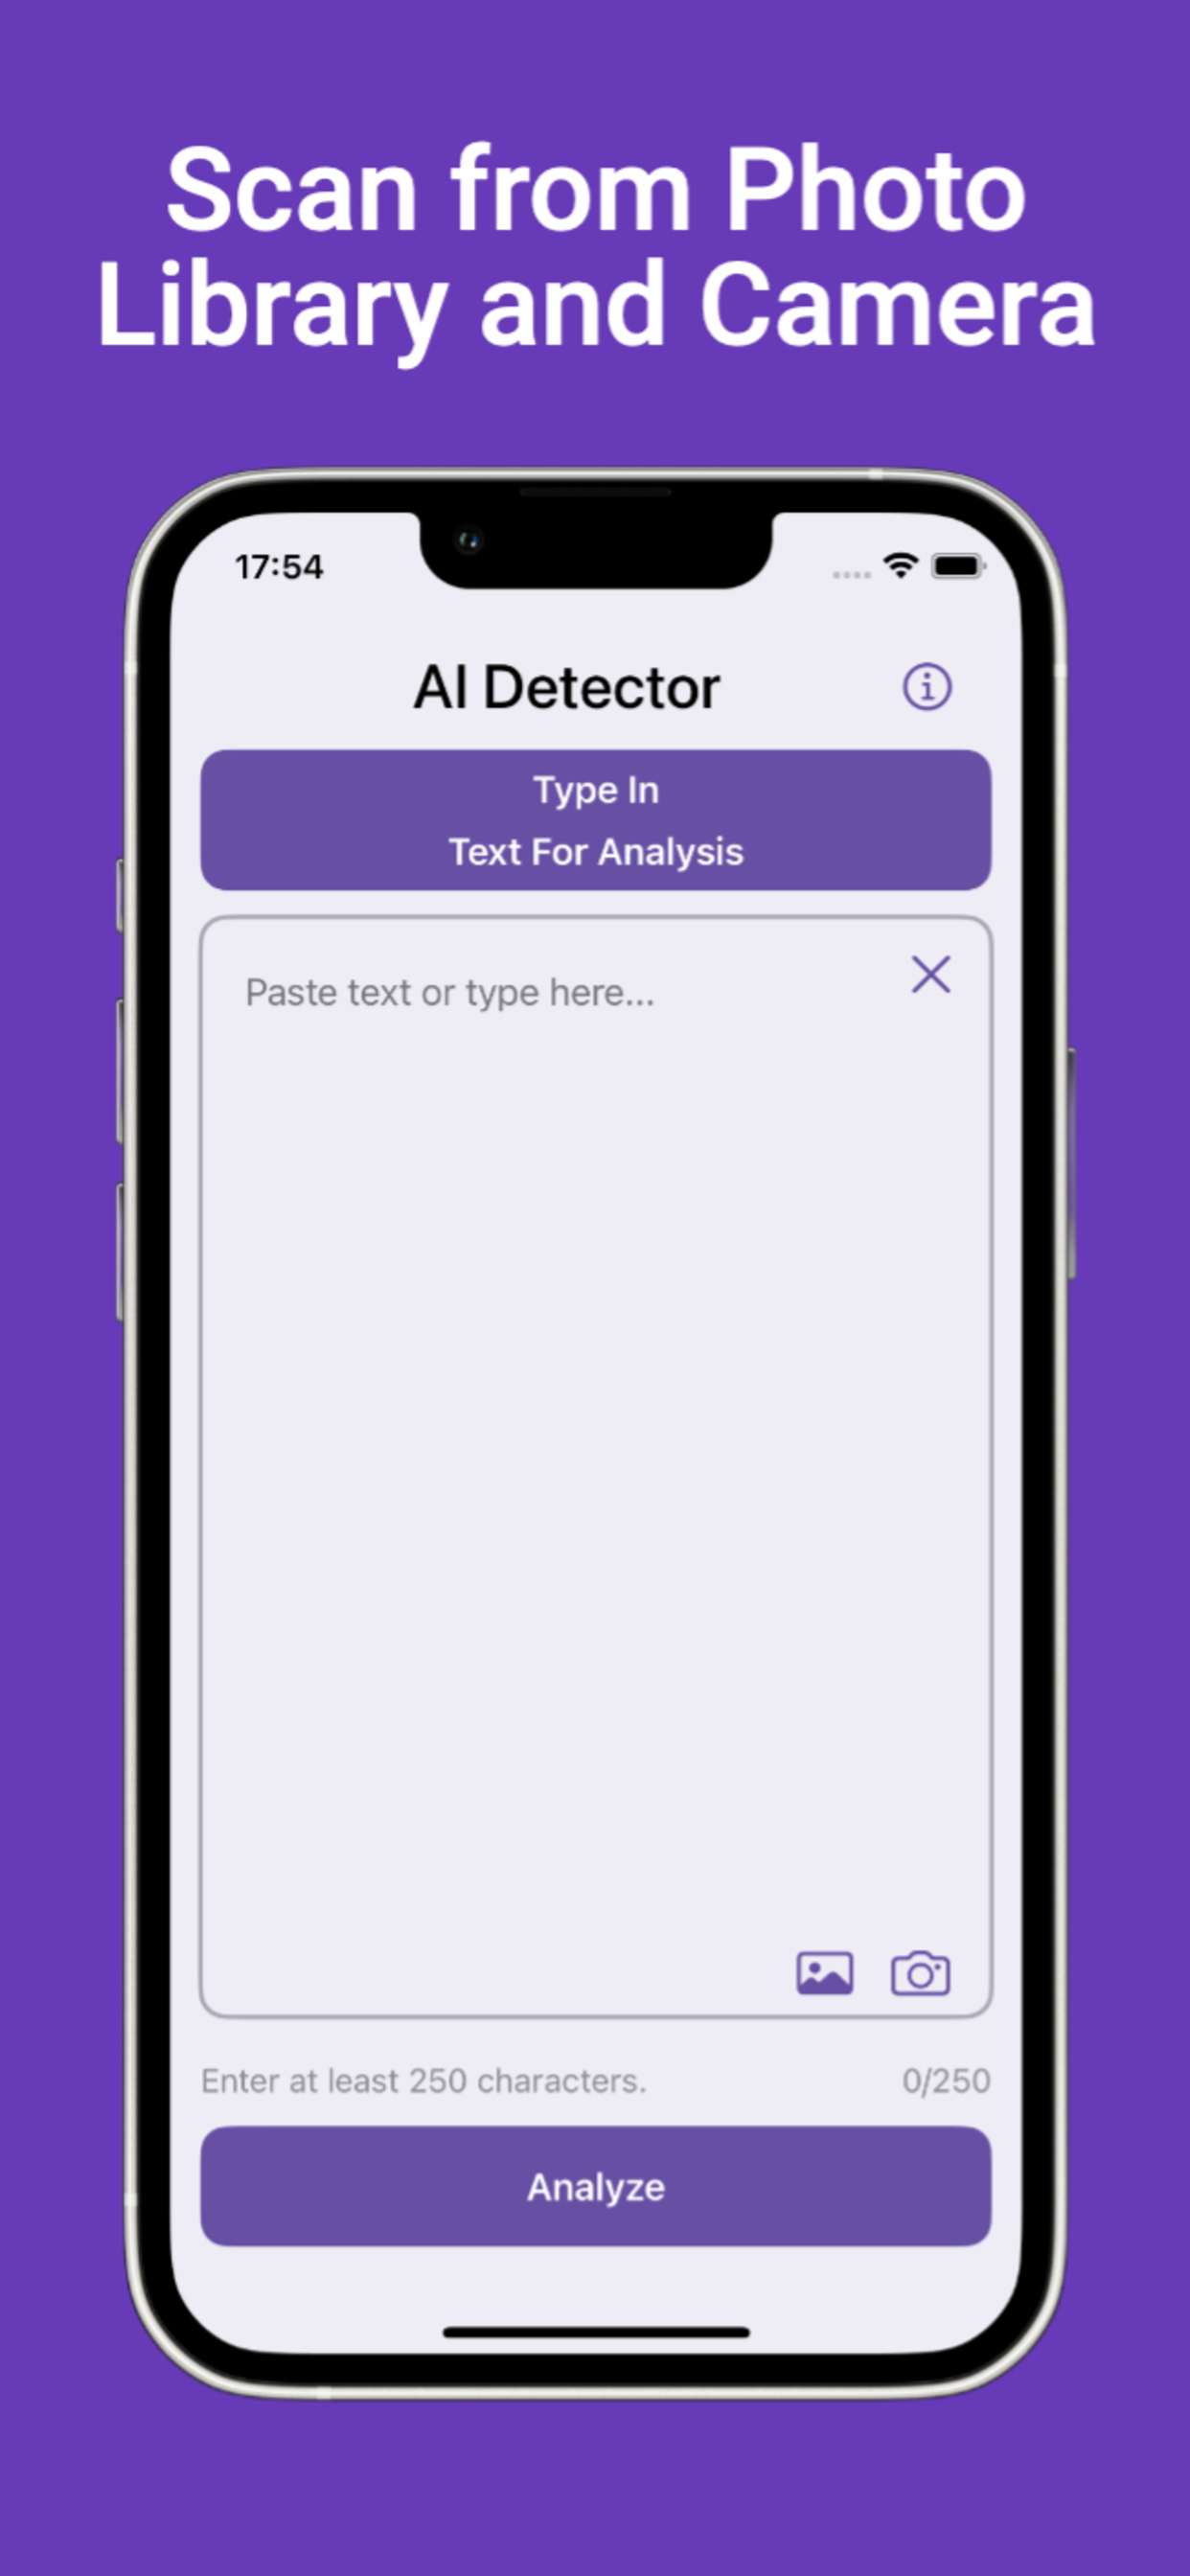 Scan from Photo
Library and Camera
17:54
AI Detector
Type In
Text For Analysis
Paste text or type here...
Enter at least 250 characters.
0/250
Analyze